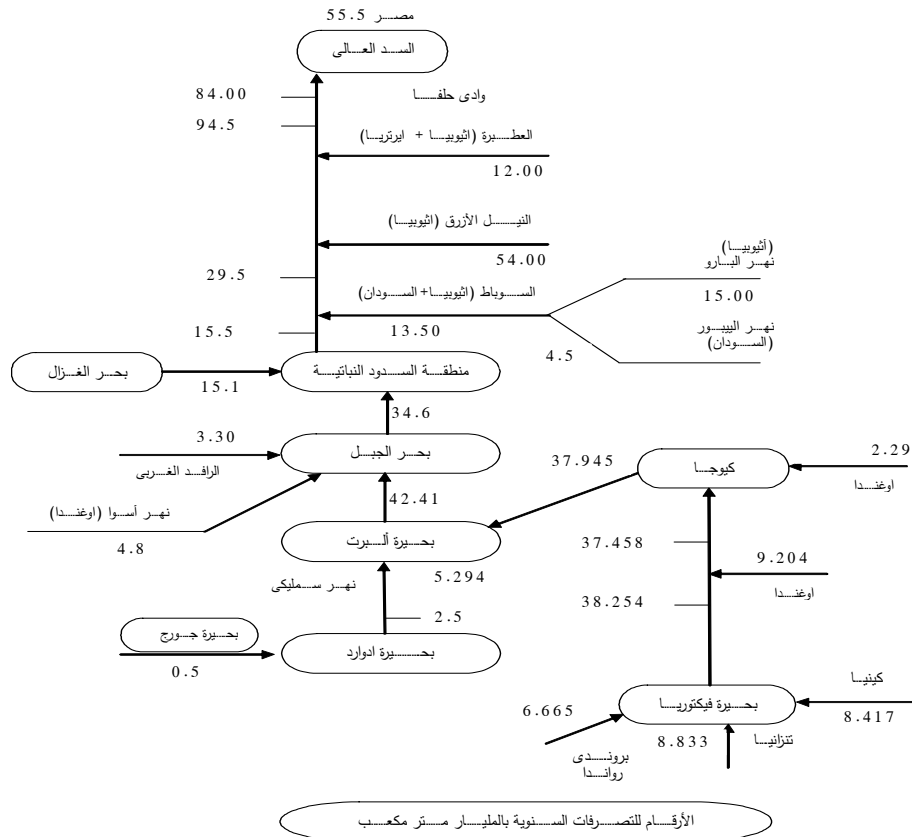 مصر 55.5
السد العالى
84.00
وادى حلفا
94.5
العطبرة (اثيوبيا + ايرتريا)
12.00
النيل الأزرق (اثيوبيا)
54.00
(أثيوبيا)
نهر البارو
29.5
السوباط (اثيوبيا+السودان)
15.00
15.5
13.50
نهر البيبور
(السودان)
4.5
بحر الغزال
منطقة السدود النباتية
15.1
34.6
3.30
بحر الجبل
37.945
كيوجا
2.29
الرافد الغربى
اوغندا
42.41
نهر أسوا (اوغندا)
4.8
بحيرة ألبرت
37.458
5.294
9.204
نهر سمليكى
اوغندا
38.254
2.5
بحيرة جورج
بحيرة ادوارد
0.5
كينيا
بحيرة فيكتوريا
6.665
8.417
8.833
تنزانيا
بروندى
رواندا
الأرقام للتصرفات السنوية بالمليار متر مكعب